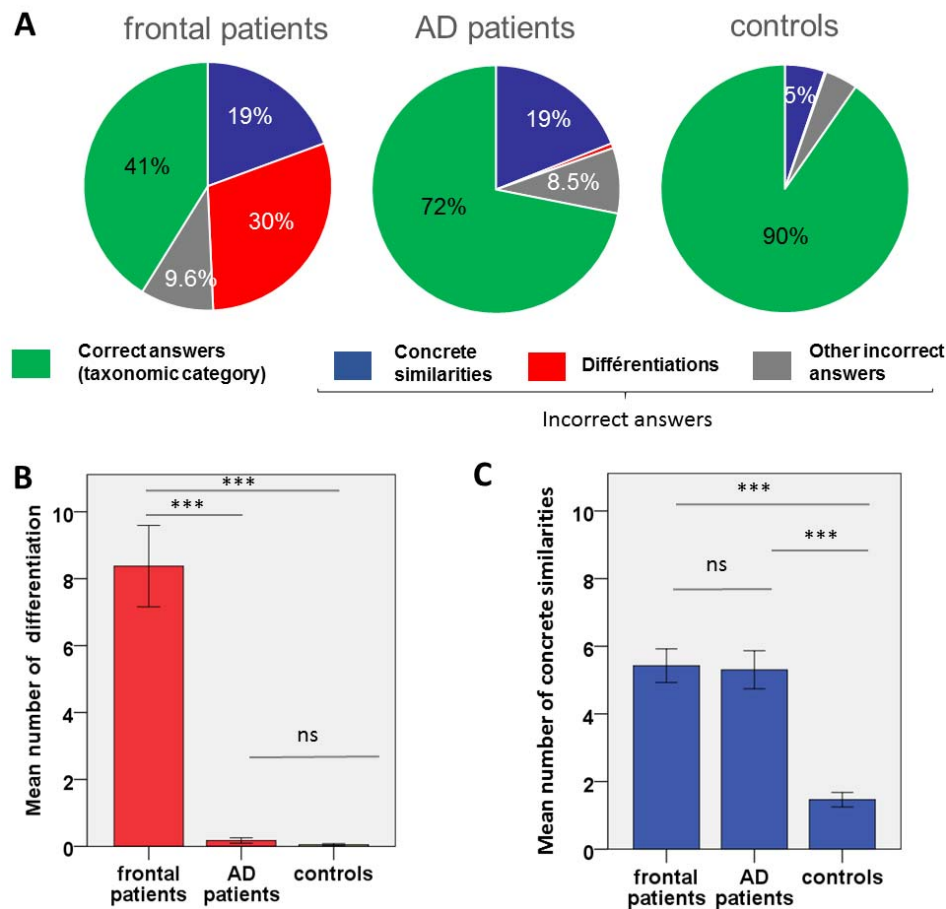 A
frontal patients
AD patients
controls
19%
41%
30%
9.6%
19%
8.5%
72%
5%
90%
Correct answers
(taxonomic category)
Concrete
similarities
Différentiations
Other incorrect
answers
Incorrect answers
B
Mean number of differentiation
10
8
6
4
2
0
***
***
ns
frontal
patients
AD
patients
controls
C
Mean number of concrete similarities
10
8
6
4
2
0
***
***
ns
frontal
patients
AD
patients
controls